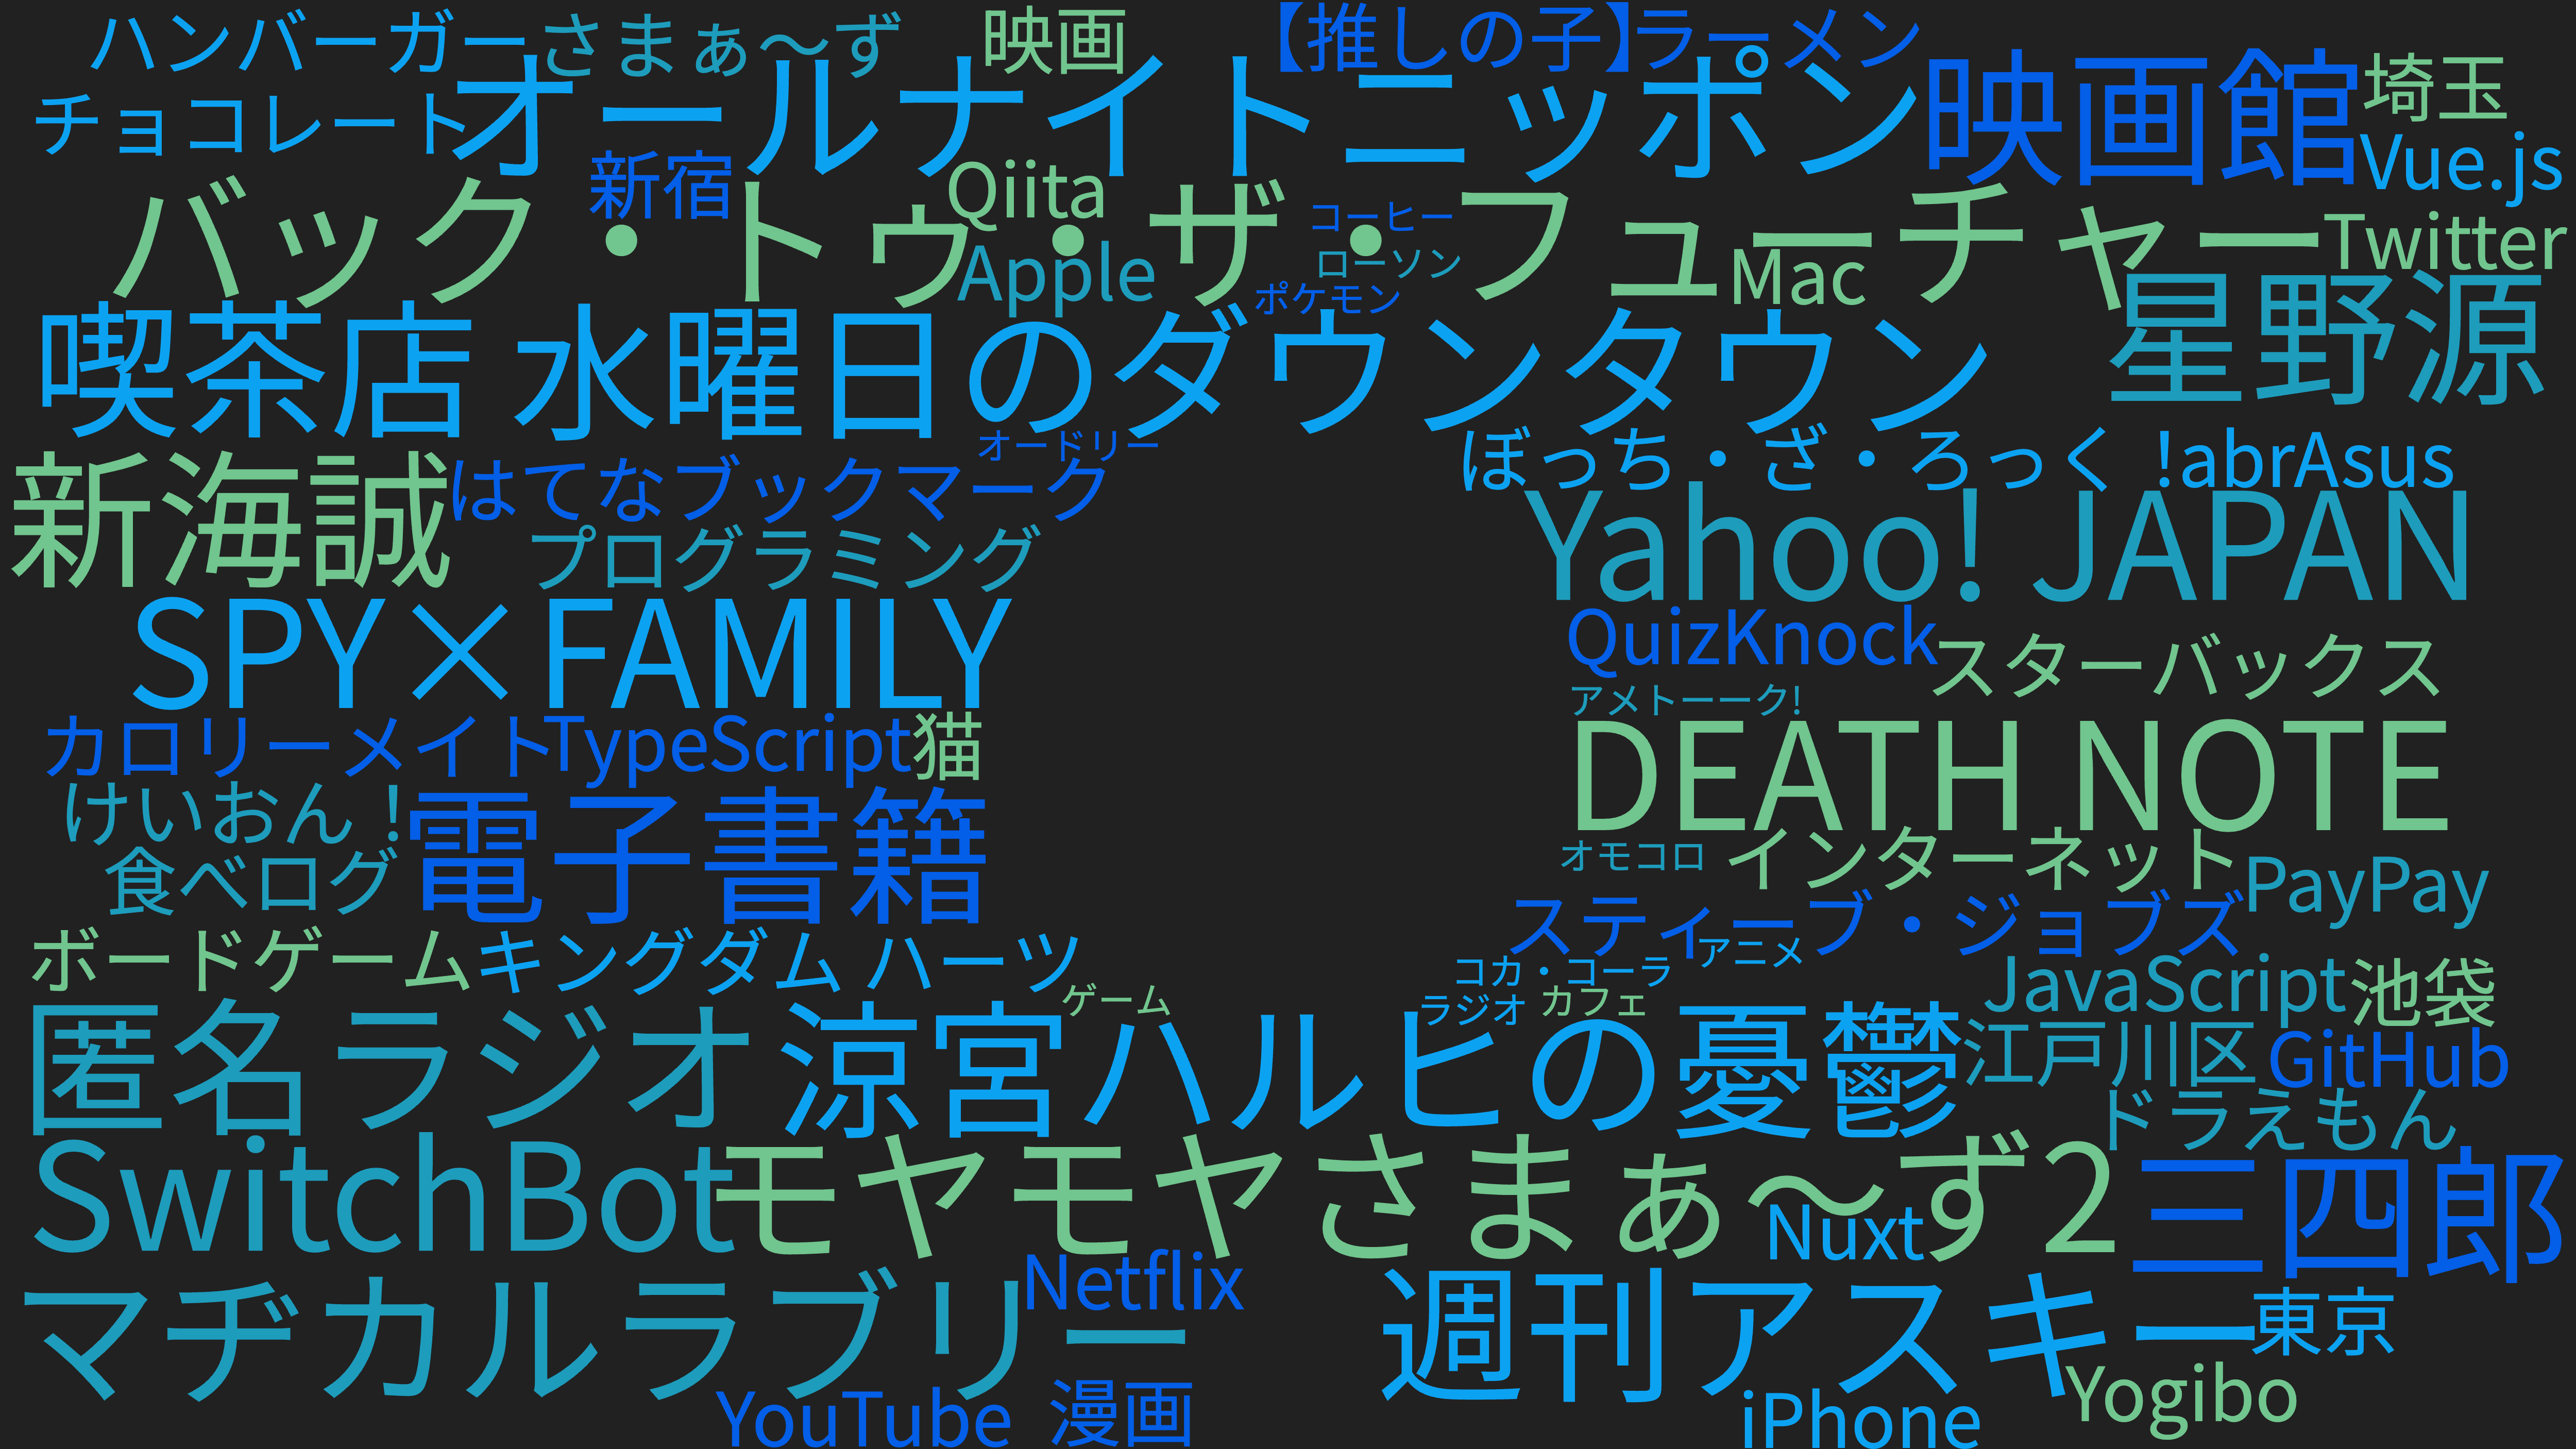 ハンバーガー
さまぁ～ず
映画
【推しの子】
ラーメン
チョコレート
オールナイトニッポン
映画館
埼玉
Vue.js
新宿
Qiita
バック・トゥ・ザ・フューチャー
コーヒー
Twitter
Apple
ローソン
Mac
ポケモン
喫茶店
水曜日のダウンタウン
星野源
オードリー
ぼっち・ざ・ろっく!
abrAsus
新海誠
はてなブックマーク
プログラミング
Yahoo! JAPAN
SPY×FAMILY
QuizKnock
スターバックス
アメトーーク!
カロリーメイト
TypeScript
猫
DEATH NOTE
けいおん!
電子書籍
食べログ
オモコロ
インターネット
PayPay
スティーブ・ジョブズ
アニメ
ボードゲーム
キングダム ハーツ
コカ・コーラ
JavaScript
池袋
ゲーム
ラジオ
カフェ
匿名ラジオ
涼宮ハルヒの憂鬱
江戸川区
GitHub
ドラえもん
SwitchBot
モヤモヤさまぁ～ず2
三四郎
Nuxt
Netflix
マヂカルラブリー
週刊アスキー
東京
Yogibo
YouTube
漫画
iPhone